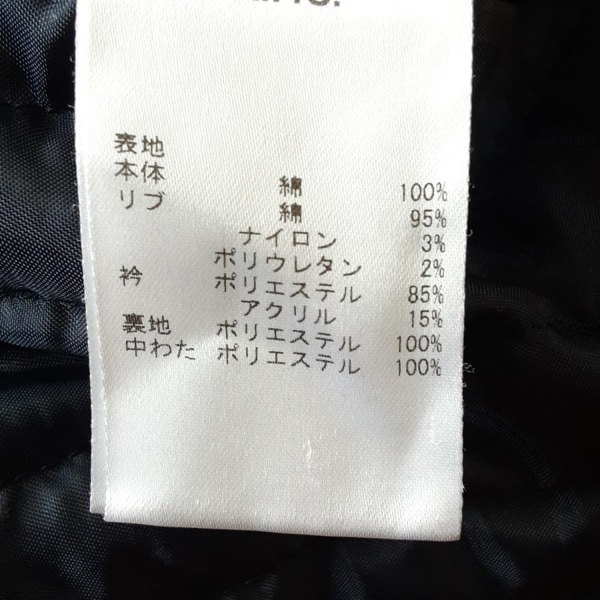 表地
本体 綿 100%
リブ 綿 95%
ナイロン 3%
ポリウレタン 2%
衿 ポリエステル 85%
アクリル 15%
裏地 ポリエステル 100%
中わた ポリエステル 100%